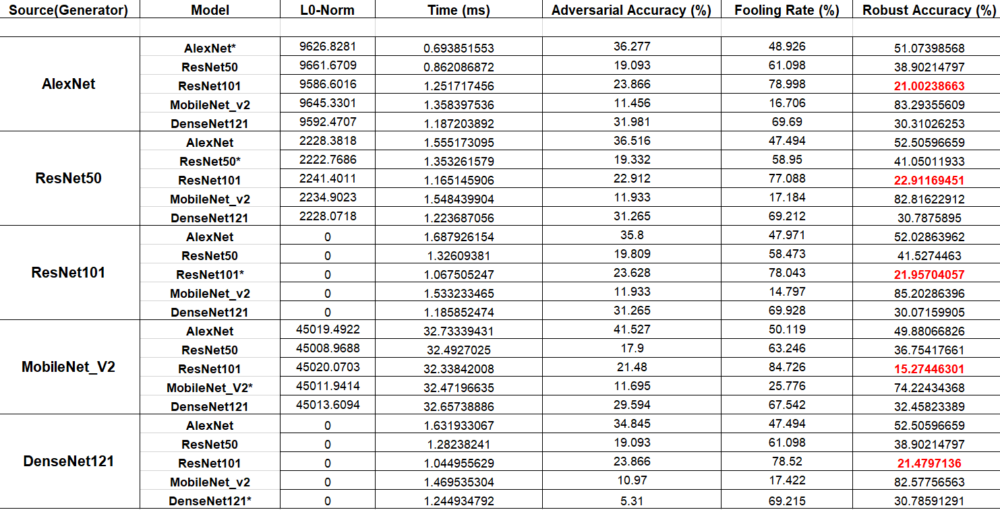 Source(Generator) Model L0-Norm Time (ms) Adversarial Accuracy (%) Fooling Rate (%) Robust Accuracy (%)
AlexNet
AlexNet* 9626.8281 0.693851553 36.277 48.926 51.07398568
ResNet50 9661.6709 0.862086872 19.093 61.098 38.90214797
ResNet101 9586.6016 1.251717456 23.866 78.998 21.00238663
MobileNet_v2 9645.3301 1.358397536 11.456 16.706 83.29355609
DenseNet121 9592.4707 1.187203892 31.981 69.69 30.31026253
ResNet50
AlexNet 2228.3818 1.555173095 36.516 47.494 52.50596659
ResNet50* 2222.7686 1.353261579 19.332 58.95 41.05011933
ResNet101 2241.4011 1.165145906 22.912 77.088 22.91169451
MobileNet_v2 2234.9023 1.548439904 11.933 17.184 82.81622912
DenseNet121 2228.0718 1.223687056 31.265 69.212 30.7875895
ResNet101
AlexNet 0 1.687926154 35.8 47.971 52.02863962
ResNet50 0 1.32609381 19.809 58.473 41.5274463
ResNet101* 0 1.067505247 23.628 78.043 21.95704057
MobileNet_v2 0 1.533233465 11.933 14.797 85.20286396
DenseNet121 0 1.185852474 31.265 69.928 30.07159905
MobileNet_V2
AlexNet 45019.4922 32.73339431 41.527 50.119 49.88066826
ResNet50 45008.9688 32.4927025 17.9 63.246 36.75417661
ResNet101 45020.0703 32.33842008 21.48 84.726 15.27446301
MobileNet_V2* 45011.9414 32.47196635 11.695 25.776 74.22434368
DenseNet121 45013.6094 32.65738886 29.594 67.542 32.45823389
DenseNet121
AlexNet 0 1.631933067 34.845 47.494 52.50596659
ResNet50 0 1.28238241 19.093 61.098 38.90214797
ResNet101 0 1.044955629 23.866 78.52 21.4797136
MobileNet_v2 0 1.469535304 10.97 17.422 82.57756563
DenseNet121* 0 1.244934792 5.31 69.215 30.78591291